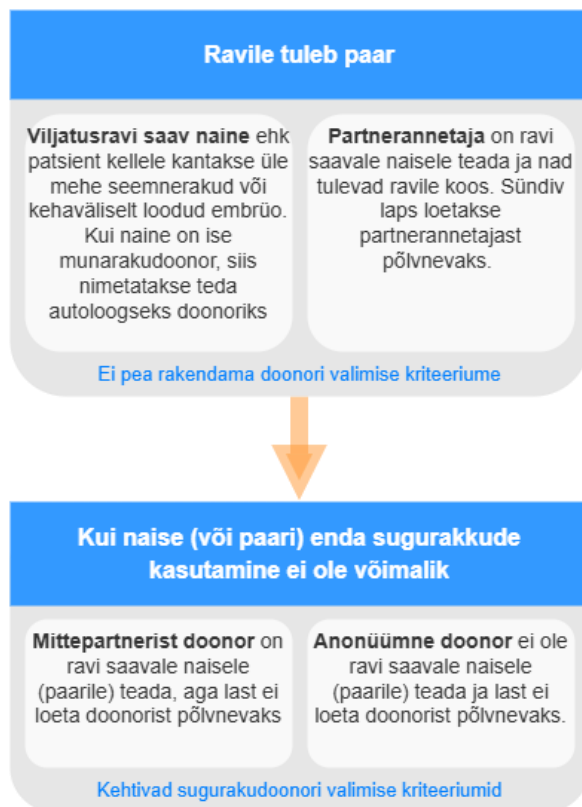 Ravile tuleb paar
Viljatusravi saav naine ehk
patsient kellele kantakse üle
mehe seemnerakud või
kehaväliselt loodud embrüo.
Kui naine on ise
munarakudoonor, siis
nimetatakse teda
autoloogseks doonoriks
Partnerannetaja on ravi
saavale naisele teada ja nad
tulevad ravile koos. Sündiv
laps loetakse
partnerannetajast
põlvnevaks.
Ei pea rakendama doonori valimise kriteeriume
Kui naise (või paari) enda sugurakkude
kasutamine ei ole võimalik
Mittepartnerist doonor on
ravi saavale naisele
(paarile) teada, aga last ei
loeta doonorist põlvnevaks
Anonüümne doonor ei ole
ravi saavale naisele
(paarile) teada ja last ei
loeta doonorist põlvnevaks.
Kehtivad sugurakudoonori valimise kriteeriumid